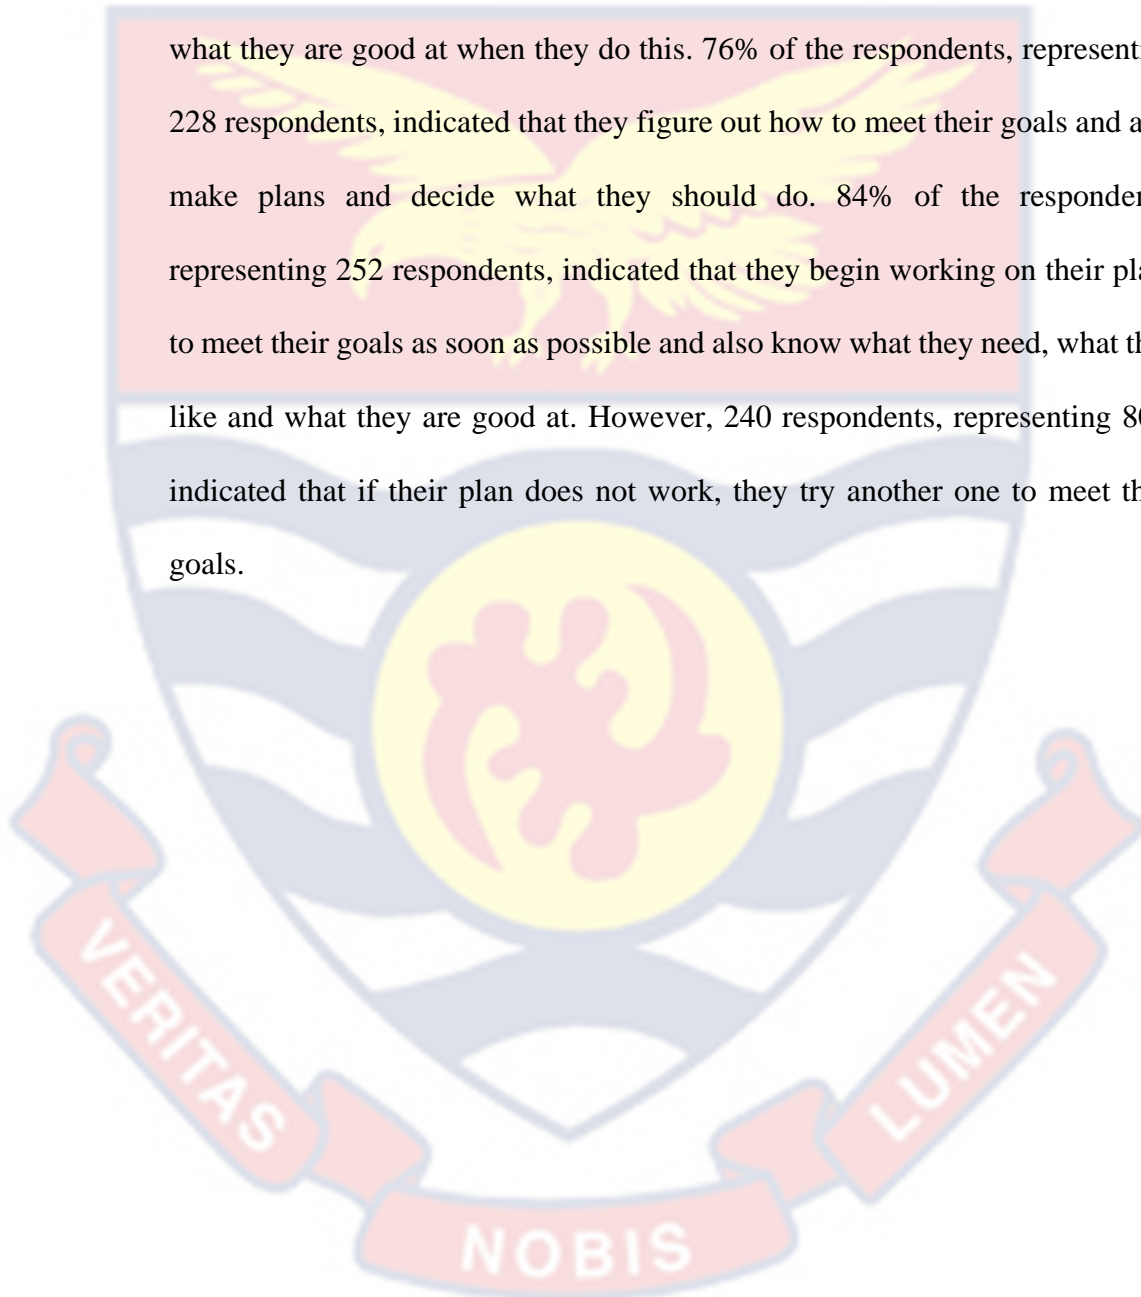 what they are good at when they do this. 76% of the respondents, representi
228 respondents, indicated that they figure out how to meet their goals and a
make plans and decide what they should do. 84% of the responden
representing 252 respondents, indicated that they begin working on their pla
to meet their goals as soon as possible and also know what they need, what th
like and what they are good at. However, 240 respondents, representing 80
indicated that if their plan does not work, they try another one to meet th
goals.
VERITAS
NOBIS
LUMEN